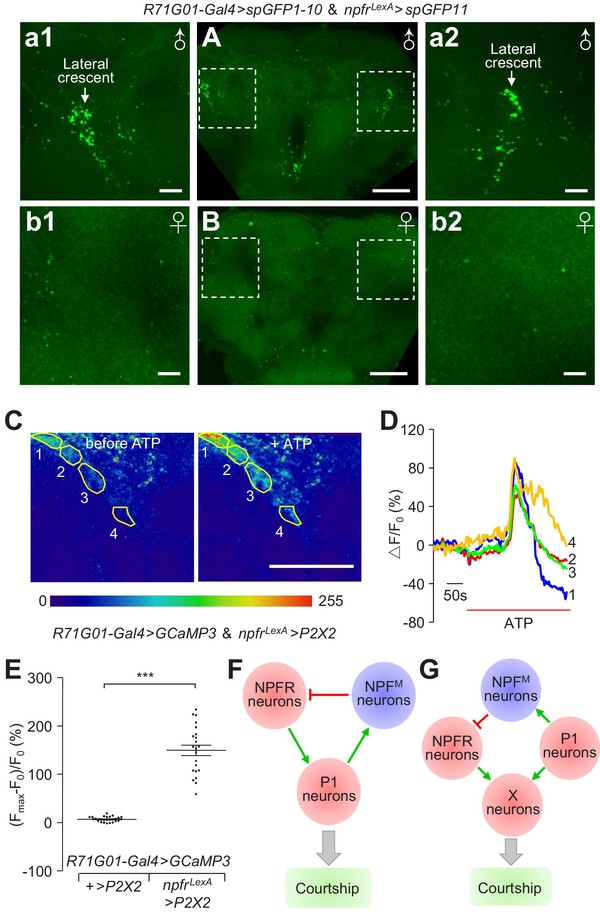 R71G01-Gal4>spGFP1-10 & npfrLexA>spGFP11
a1 ♂
Lateral
crescent
A ♂
a2 ♂
Lateral
crescent
b1 ♀
B ♀
b2 ♀
C
before ATP
1
2
3
4
+ ATP
1
2
3
4
0 255
R71G01-Gal4>GCaMP3 & npfrLexA>P2X2
D
△F/F0 (%)
120
80
40
0
-40
-80
50s
ATP
4
2
3
1
E
(Fmax-F0)/F0 (%)
300
200
100
0
-100
***
R71G01-Gal4>GCaMP3
+>P2X2
npfrLexA
>P2X2
F
NPFR
neurons
NPFM
neurons
P1
neurons
Courtship
G
NPFM
neurons
NPFR
neurons
P1
neurons
X
neurons
Courtship